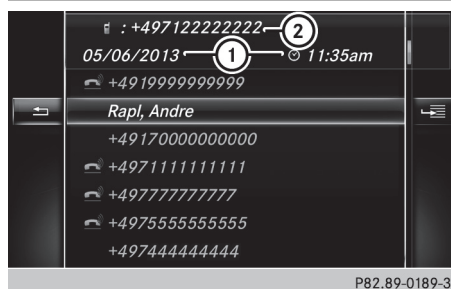 : +497122222222 2
05/06/2013 1 11:35am
+4919999999999
Rapl, Andre
+49170000000000
+4971111111111
+497777777777
+4975555555555
+497444444444
P82.89-0189-3